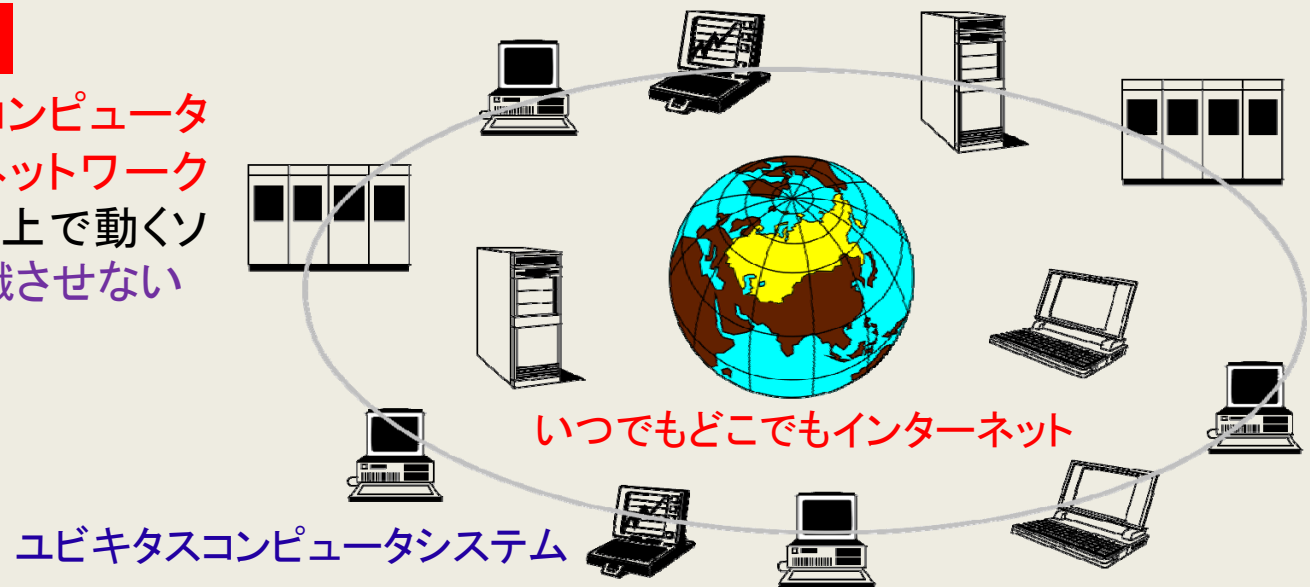 コンピュータ
ネットワーク
上で動くソ
識させない
いつでもどこでもインターネット
ユビキタスコンピュータシステム